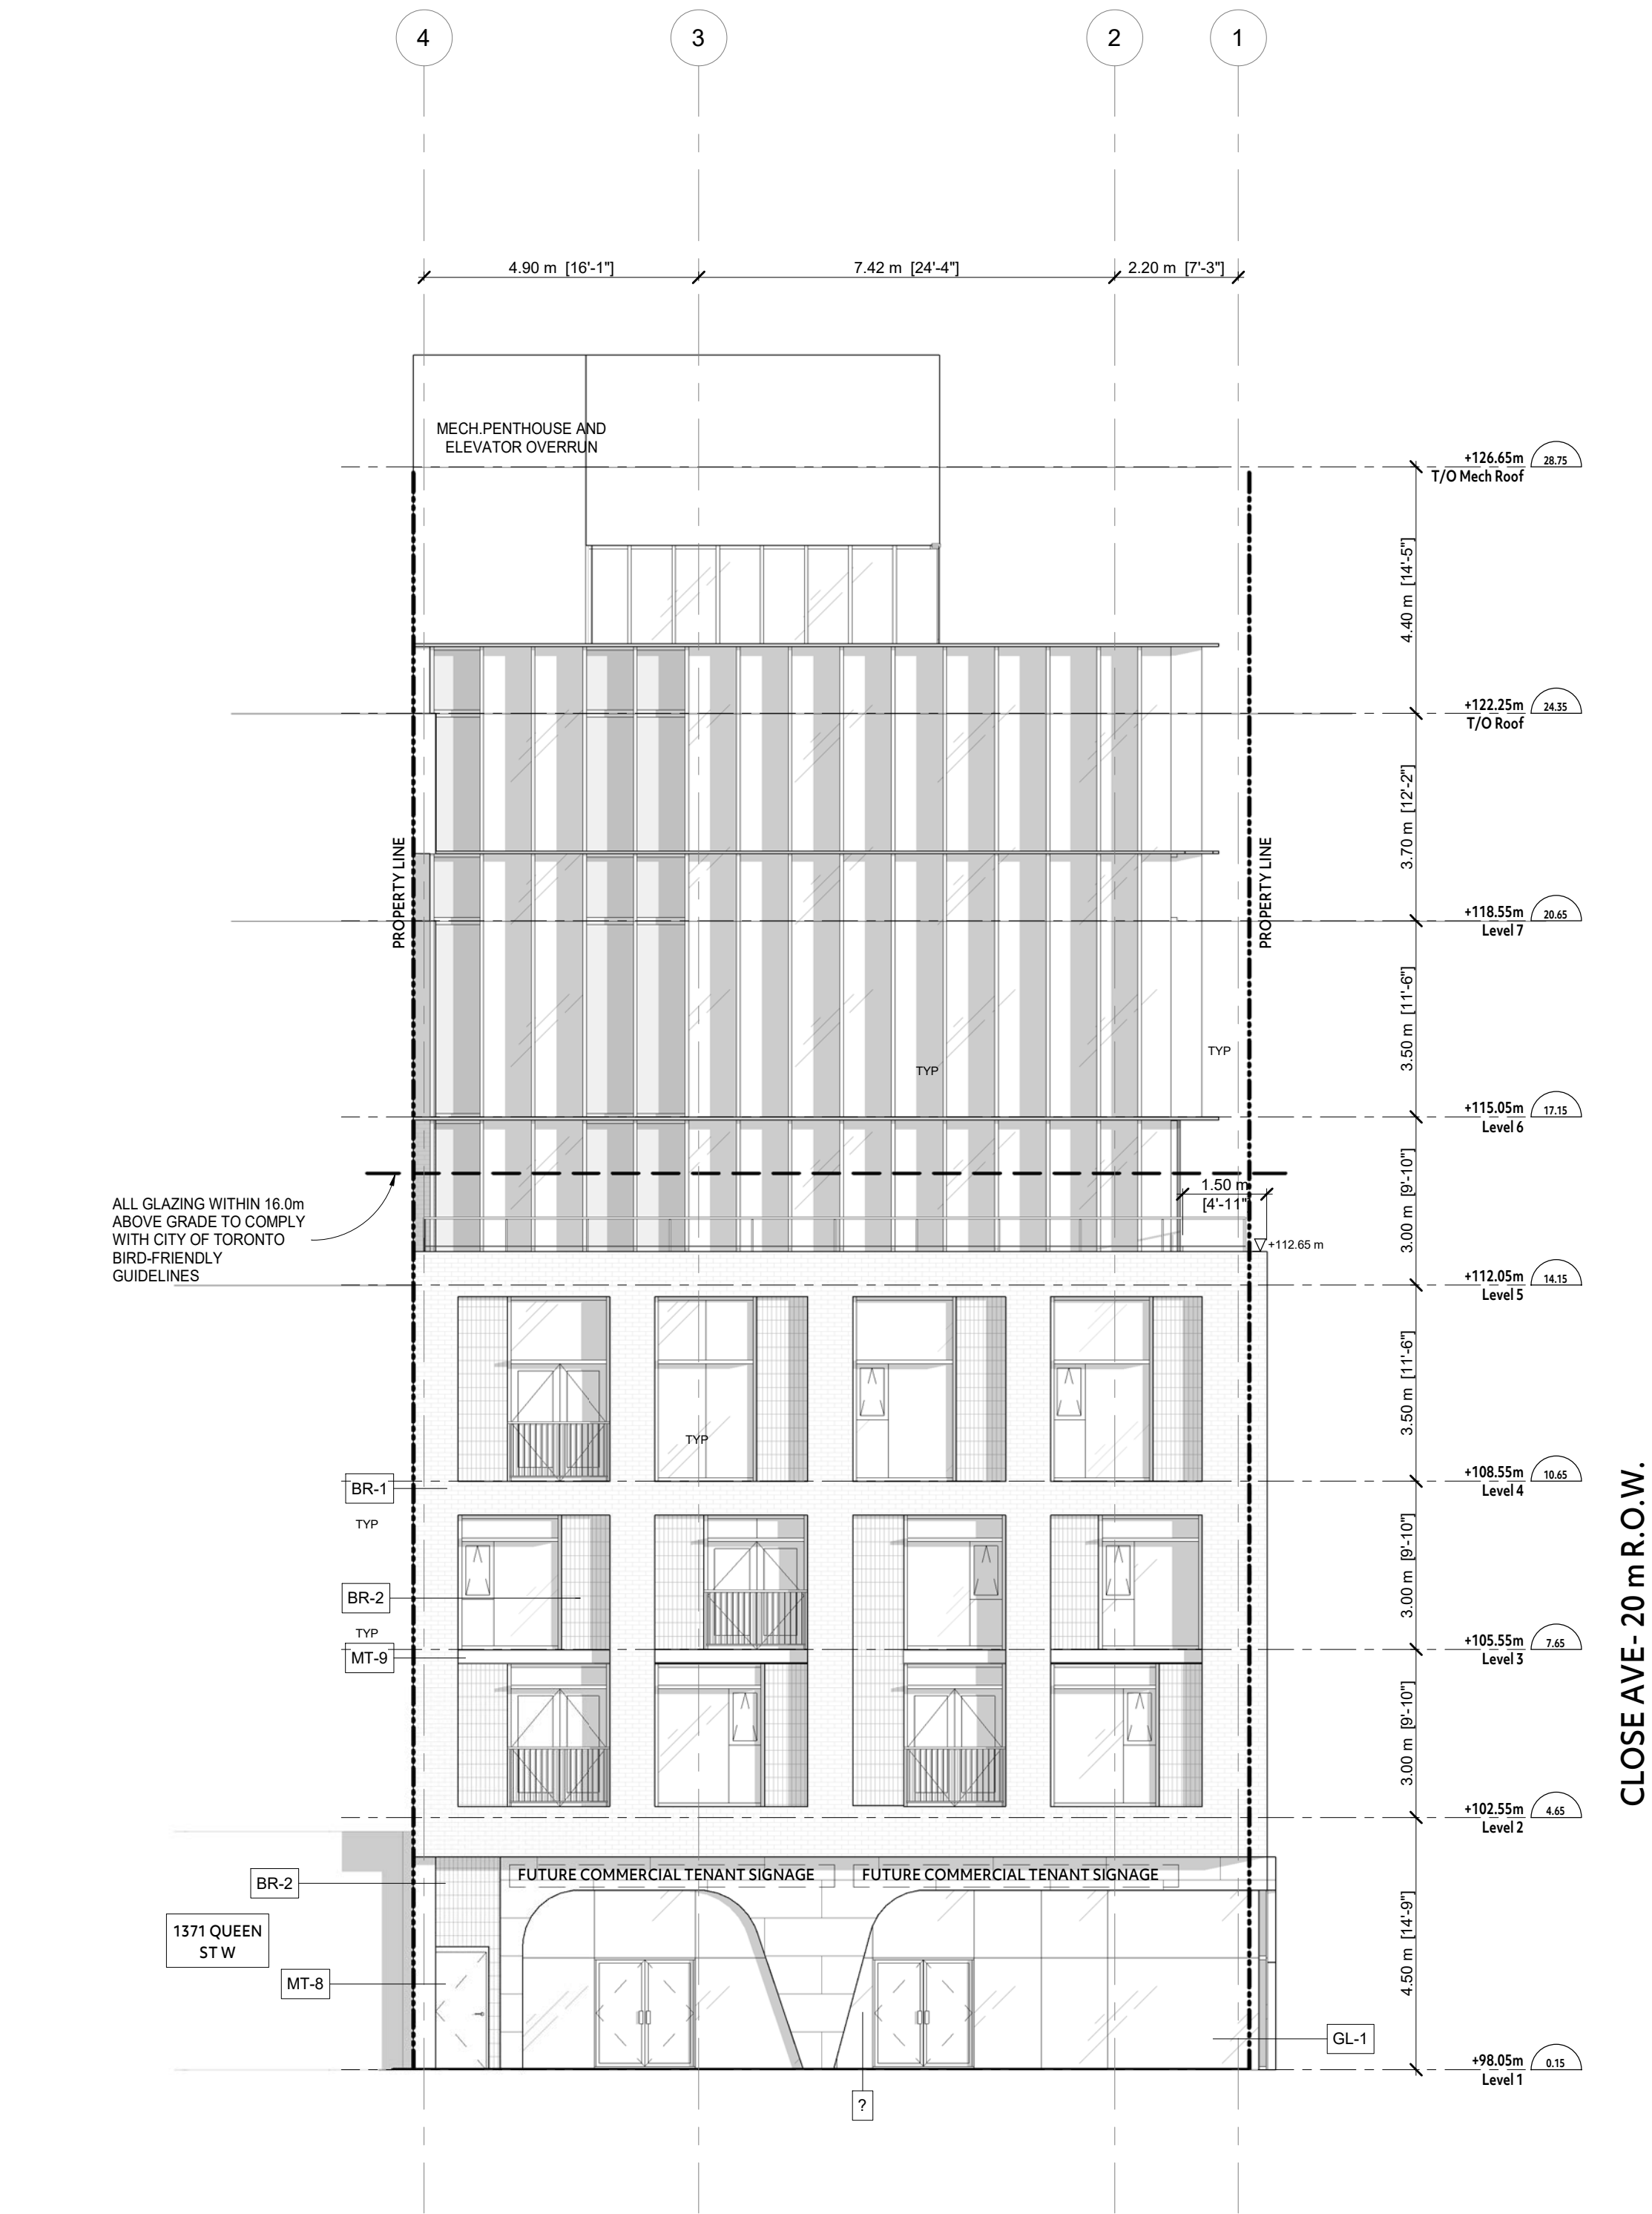 4
3
2
1
4.90 m [16'-1"]
7.42 m [24'-4"]
2.20 m [7'-3"]
MECH.PENTHOUSE AND
ELEVATOR OVERRUN
+126.65m
T/O Mech Roof
28.75
4.40 m [14'-5"]
+122.25m
T/O Roof
24.35
3.70 m [12'-2"]
PROPERTY LINE
PROPERTY LINE
+118.55m
Level 7
20.65
3.50 m [11'-6"]
TYP
TYP
+115.05m
Level 6
17.15
3.00 m [9'-10"]
ALL GLAZING WITHIN 16.0m
ABOVE GRADE TO COMPLY
WITH CITY OF TORONTO
BIRD-FRIENDLY
GUIDELINES
1.50 m
[4'-11"]
+112.65 m
+112.05m
Level 5
14.15
3.50 m [11'-6"]
TYP
BR-1
TYP
+108.55m
Level 4
10.65
3.00 m [9'-10"]
BR-2
TYP
MT-9
+105.55m
Level 3
7.65
3.00 m [9'-10"]
+102.55m
Level 2
4.65
CLOSE AVE- 20 m R.O.W.
FUTURE COMMERCIAL TENANT SIGNAGE
FUTURE COMMERCIAL TENANT SIGNAGE
BR-2
1371 QUEEN
ST W
MT-8
4.50 m [14'-9"]
GL-1
+98.05m
Level 1
0.15
?